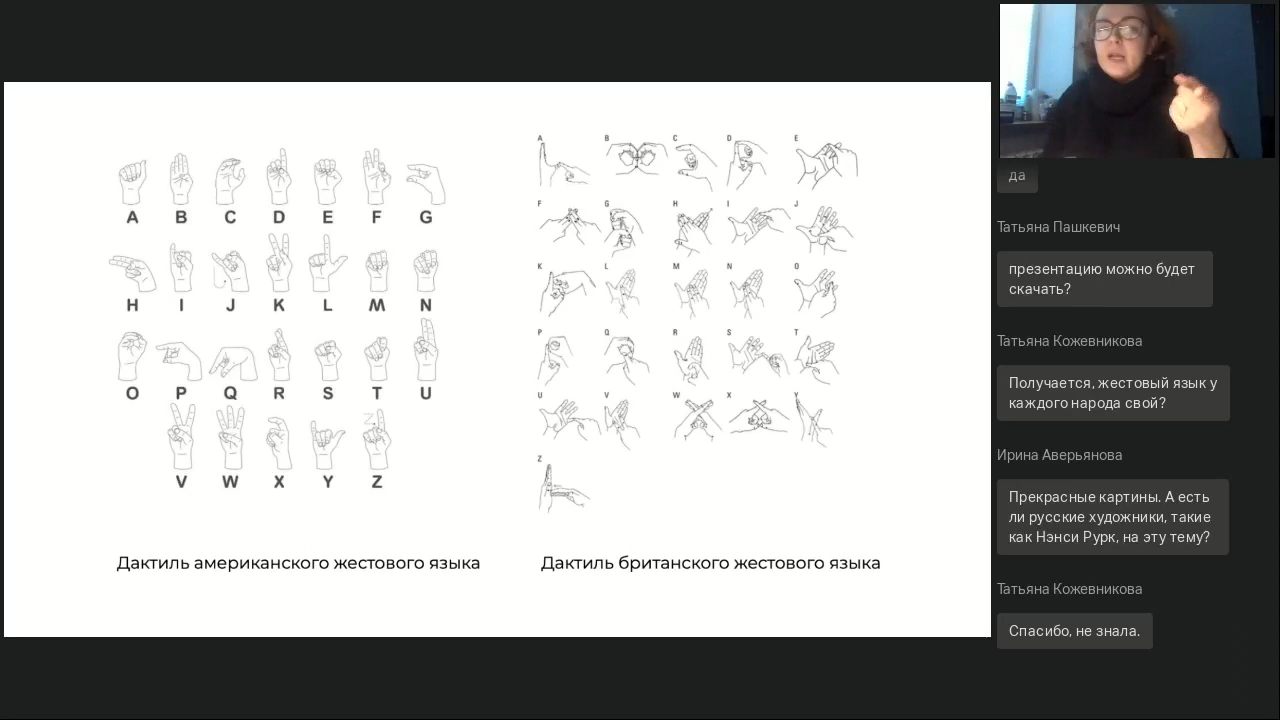 A B C D E F G
H I J K L M N
O P Q R S T U
V W X Y Z
Дактиль американского жестового языка
A B C D E
F G H I J
K L M N O
P Q R S T
U V W X Y
Z
Дактиль британского жестового языка
да
Татьяна Пашкевич
презентацию можно будет
скачать?
Татьяна Кожевникова
Получается, жестовый язык у
каждого народа свой?
Ирина Аверьянова
Прекрасные картины. А есть
ли русские художники, такие
как Нэнси Рурк, на эту тему?
Татьяна Кожевникова
Спасибо, не знала.